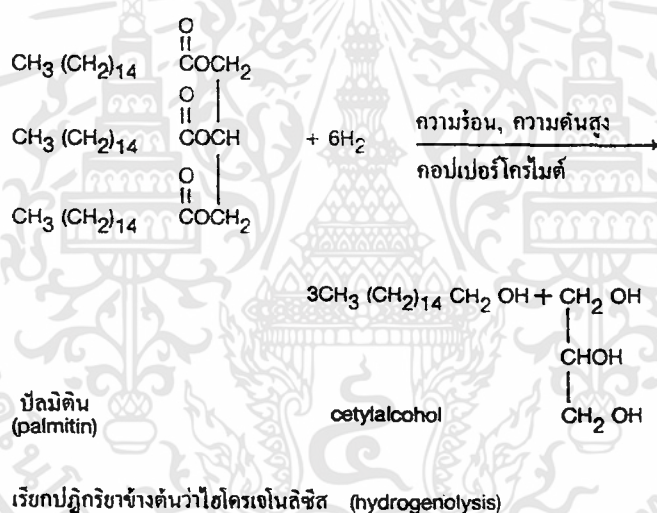 O
CH3 (CH2)14 COCH2
O
CH3 (CH2)14 COCH + 6H2 ความร้อน, ความดันสูง
คอปเปอร์โครไมต์
O
CH3 (CH2)14 COCH2
3CH3 (CH2)14 CH2 OH + CH2 OH
CHOH
CH2 OH
ปัลมิติน cetylalcohol
(palmitin)
เรียกปฏิกริยาข้างต้นว่าไฮโดรเจโนลิซีส (hydrogenolysis)